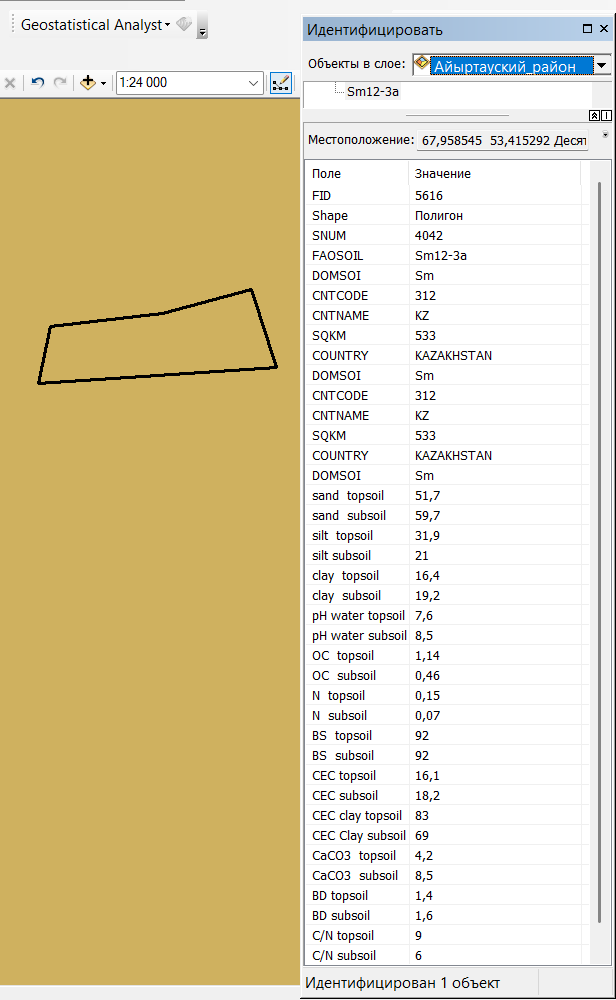 Geostatistical Analyst
1:24 000
Идентифицировать
Объекты в слое: Айыртауский_район
Sm12-3a
Местоположение: 67,958545 53,415292 Десят
Поле Значение
FID 5616
Shape Полигон
SNUM 4042
FAOSOIL Sm12-3a
DOMSOI Sm
CNTCODE 312
CNTNAME KZ
SQKM 533
COUNTRY KAZAKHSTAN
DOMSOI Sm
CNTCODE 312
CNTNAME KZ
SQKM 533
COUNTRY KAZAKHSTAN
DOMSOI Sm
sand topsoil 51,7
sand subsoil 59,7
silt topsoil 31,9
silt subsoil 21
clay topsoil 16,4
clay subsoil 19,2
pH water topsoil 7,6
pH water subsoil 8,5
OC topsoil 1,14
OC subsoil 0,46
N topsoil 0,15
N subsoil 0,07
BS topsoil 92
BS subsoil 92
CEC topsoil 16,1
CEC subsoil 18,2
CEC clay topsoil 83
CEC Clay subsoil 69
CaCO3 topsoil 4,2
CaCO3 subsoil 8,5
BD topsoil 1,4
BD subsoil 1,6
C/N topsoil 9
C/N subsoil 6
Идентифицирован 1 объект